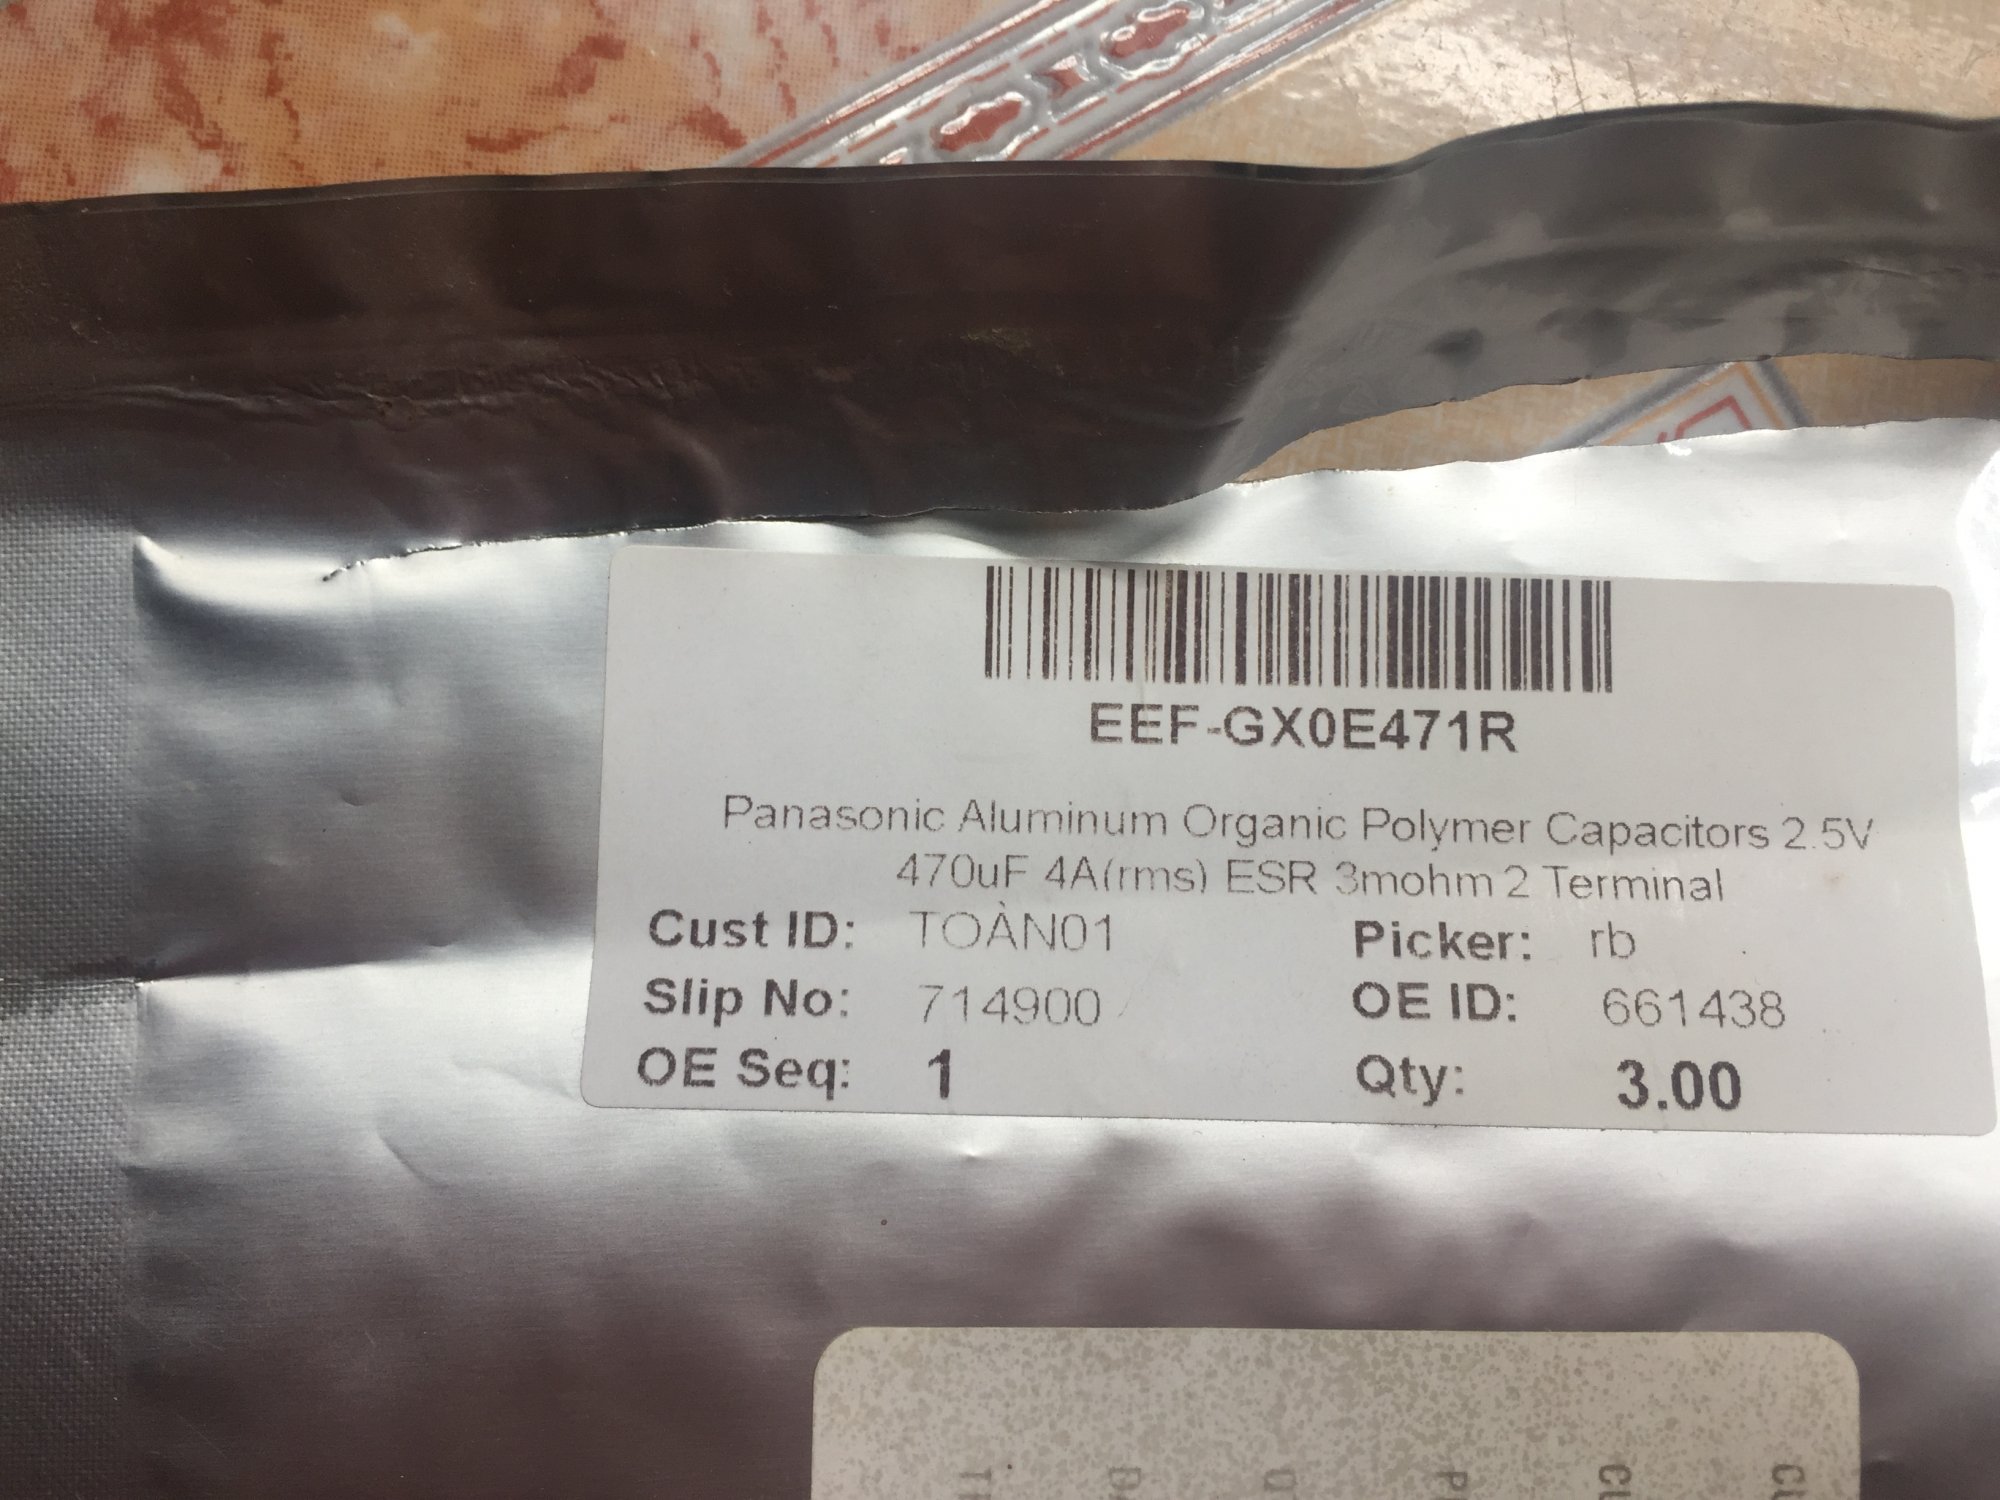 EEF-GX0E471R
Panasonic Aluminum Organic Polymer Capacitors 2.5V
470uF 4A(rms) ESR 3mohm 2 Terminal
Cust ID: TOÀN01 Picker: rb
Slip No: 714900 OE ID: 661438
OE Seq: 1 Qty: 3.00